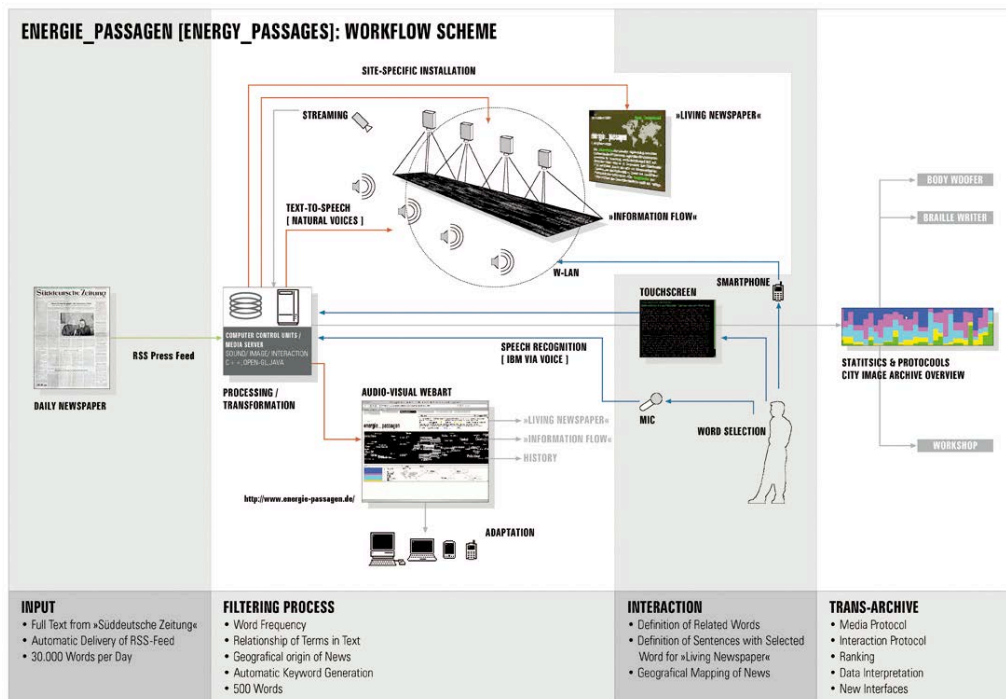 ENERGIE_PASSAGEN [ENERGY_PASSAGES]: WORKFLOW SCHEME
SITE-SPECIFIC INSTALLATION
STREAMING
»LIVING NEWSPAPER«
energie_passagen
TEXT-TO-SPEECH
[ NATURAL VOICES ]
»INFORMATION FLOW«
W-LAN
BODY WOOFER
BRAILLE WRITER
SMARTPHONE
TOUCHSCREEN
Süddeutsche Zeitung
COMPUTER CONTROL UNITS /
MEDIA SERVER
SOUND/ IMAGE/ INTERACTION
C++, OPEN-GL, JAVA
RSS Press Feed
SPEECH RECOGNITION
[ IBM VIA VOICE ]
STATITSICS & PROTOCOOLS
CITY IMAGE ARCHIVE OVERVIEW
DAILY NEWSPAPER
PROCESSING /
TRANSFORMATION
AUDIO-VISUAL WEBART
energie_passagen
»LIVING NEWSPAPER«
»INFORMATION FLOW«
HISTORY
MIC
WORD SELECTION
WORKSHOP
http://www.energie-passagen.de/
ADAPTATION
INPUT
• Full Text from »Süddeutsche Zeitung«
• Automatic Delivery of RSS-Feed
• 30.000 Words per Day
FILTERING PROCESS
• Word Frequency
• Relationship of Terms in Text
• Geografical origin of News
• Automatic Keyword Generation
• 500 Words
INTERACTION
• Definition of Related Words
• Definition of Sentences with Selected
Word for »Living Newspaper«
• Geografical Mapping of News
TRANS-ARCHIVE
• Media Protocol
• Interaction Protocol
• Ranking
• Data Interpretation
• New Interfaces